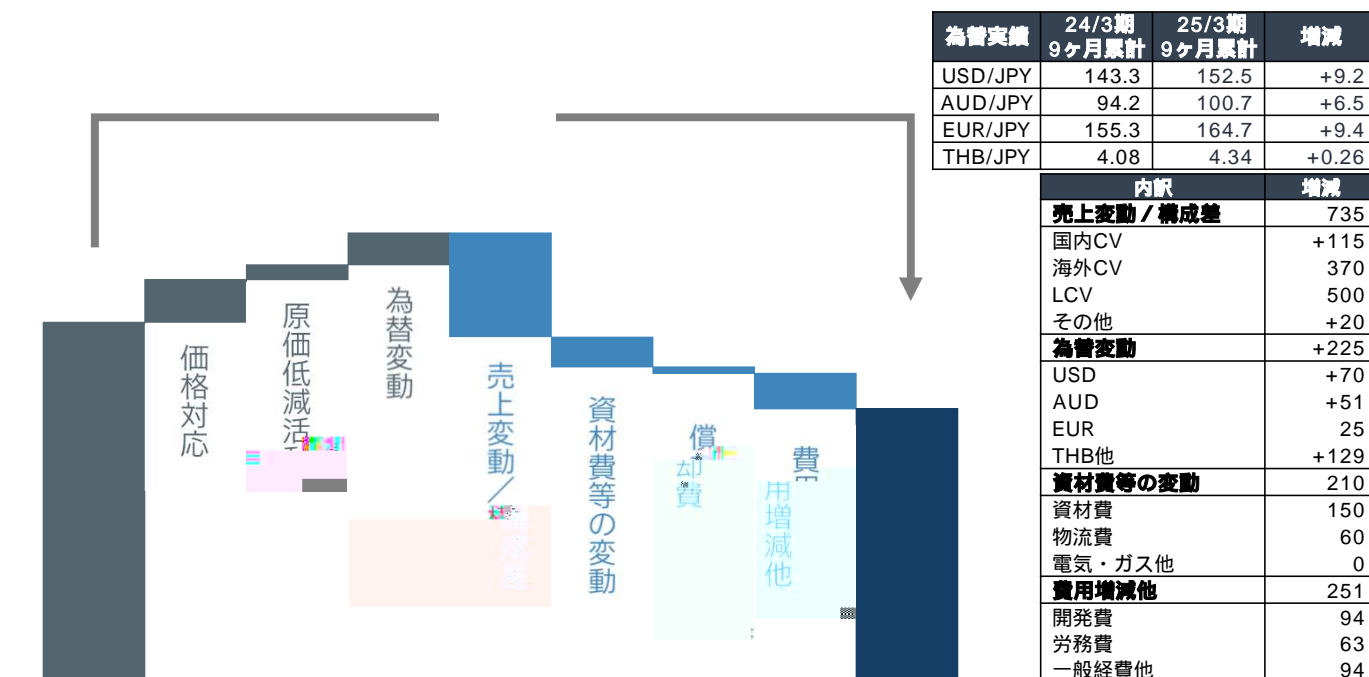 為替実績 24/3期 9ヶ月累計 25/3期 9ヶ月累計 増減
USD/JPY 143.3 152.5 +9.2
AUD/JPY 94.2 100.7 +6.5
EUR/JPY 155.3 164.7 +9.4
THB/JPY 4.08 4.34 +0.26
内訳 増減
売上変動/構成差 735
国内CV +115
海外CV 370
LCV 500
その他 +20
為替変動 +225
USD +70
AUD +51
EUR 25
THB他 +129
資材費等の変動 210
資材費 150
物流費 60
電気・ガス他 0
費用増減他 251
開発費 94
労務費 63
一般経費他 94
価格対応
原価低減活
為替変動
売上変動/
資材費等の変動
償却費
費用増減他